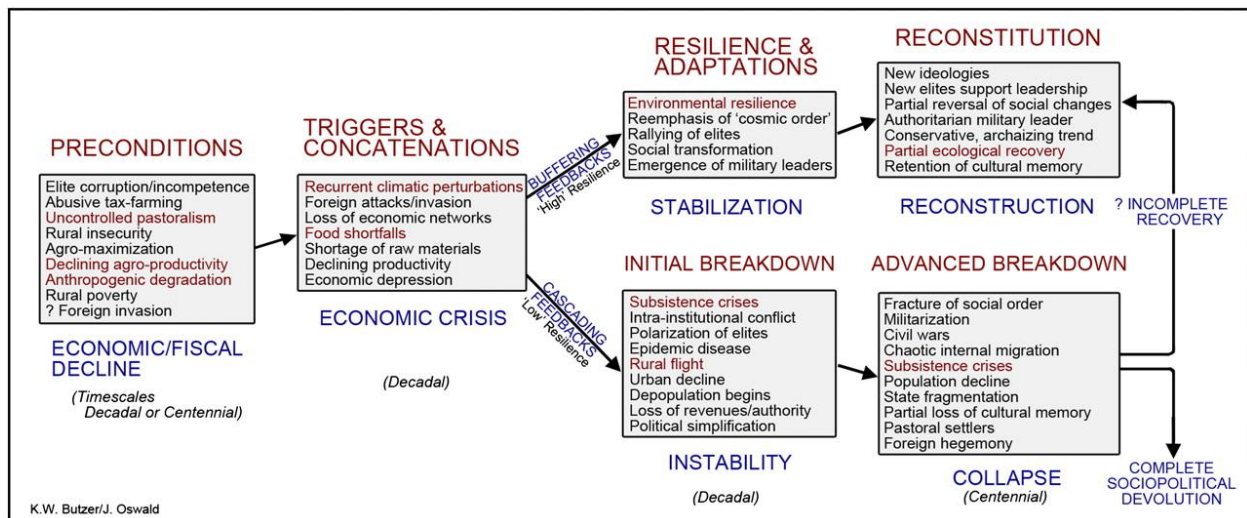 PRECONDITIONS
Elite corruption/incompetence
Abusive tax-farming
Uncontrolled pastoralism
Rural insecurity
Agro-maximization
Declining agro-productivity
Anthropogenic degradation
Rural poverty
? Foreign invasion
ECONOMIC/FISCAL
DECLINE
(Timescales
Decadal or Centennial)
TRIGGERS &
CONCATENATIONS
Recurrent climatic perturbations
Foreign attacks/invasion
Loss of economic networks
Food shortfalls
Shortage of raw materials
Declining productivity
Economic depression
ECONOMIC CRISIS
(Decadal)
BUFFERING
FEEDBACKS
'High' Resilience
CASCADING
FEEDBACKS
'Low' Resilience
RESILIENCE &
ADAPTATIONS
Environmental resilience
Reemphasis of 'cosmic order'
Rallying of elites
Social transformation
Emergence of military leaders
STABILIZATION
RECONSTITUTION
New ideologies
New elites support leadership
Partial reversal of social changes
Authoritarian military leader
Conservative, archaizing trend
Partial ecological recovery
Retention of cultural memory
RECONSTRUCTION
? INCOMPLETE
RECOVERY
INITIAL BREAKDOWN
Subsistence crises
Intra-institutional conflict
Polarization of elites
Epidemic disease
Rural flight
Urban decline
Depopulation begins
Loss of revenues/authority
Political simplification
INSTABILITY
(Decadal)
ADVANCED BREAKDOWN
Fracture of social order
Militarization
Civil wars
Chaotic internal migration
Subsistence crises
Population decline
State fragmentation
Partial loss of cultural memory
Pastoral settlers
Foreign hegemony
COLLAPSE
(Centennial)
COMPLETE
SOCIOPOLITICAL
DEVOLUTION
K.W. Butzer/J. Oswald